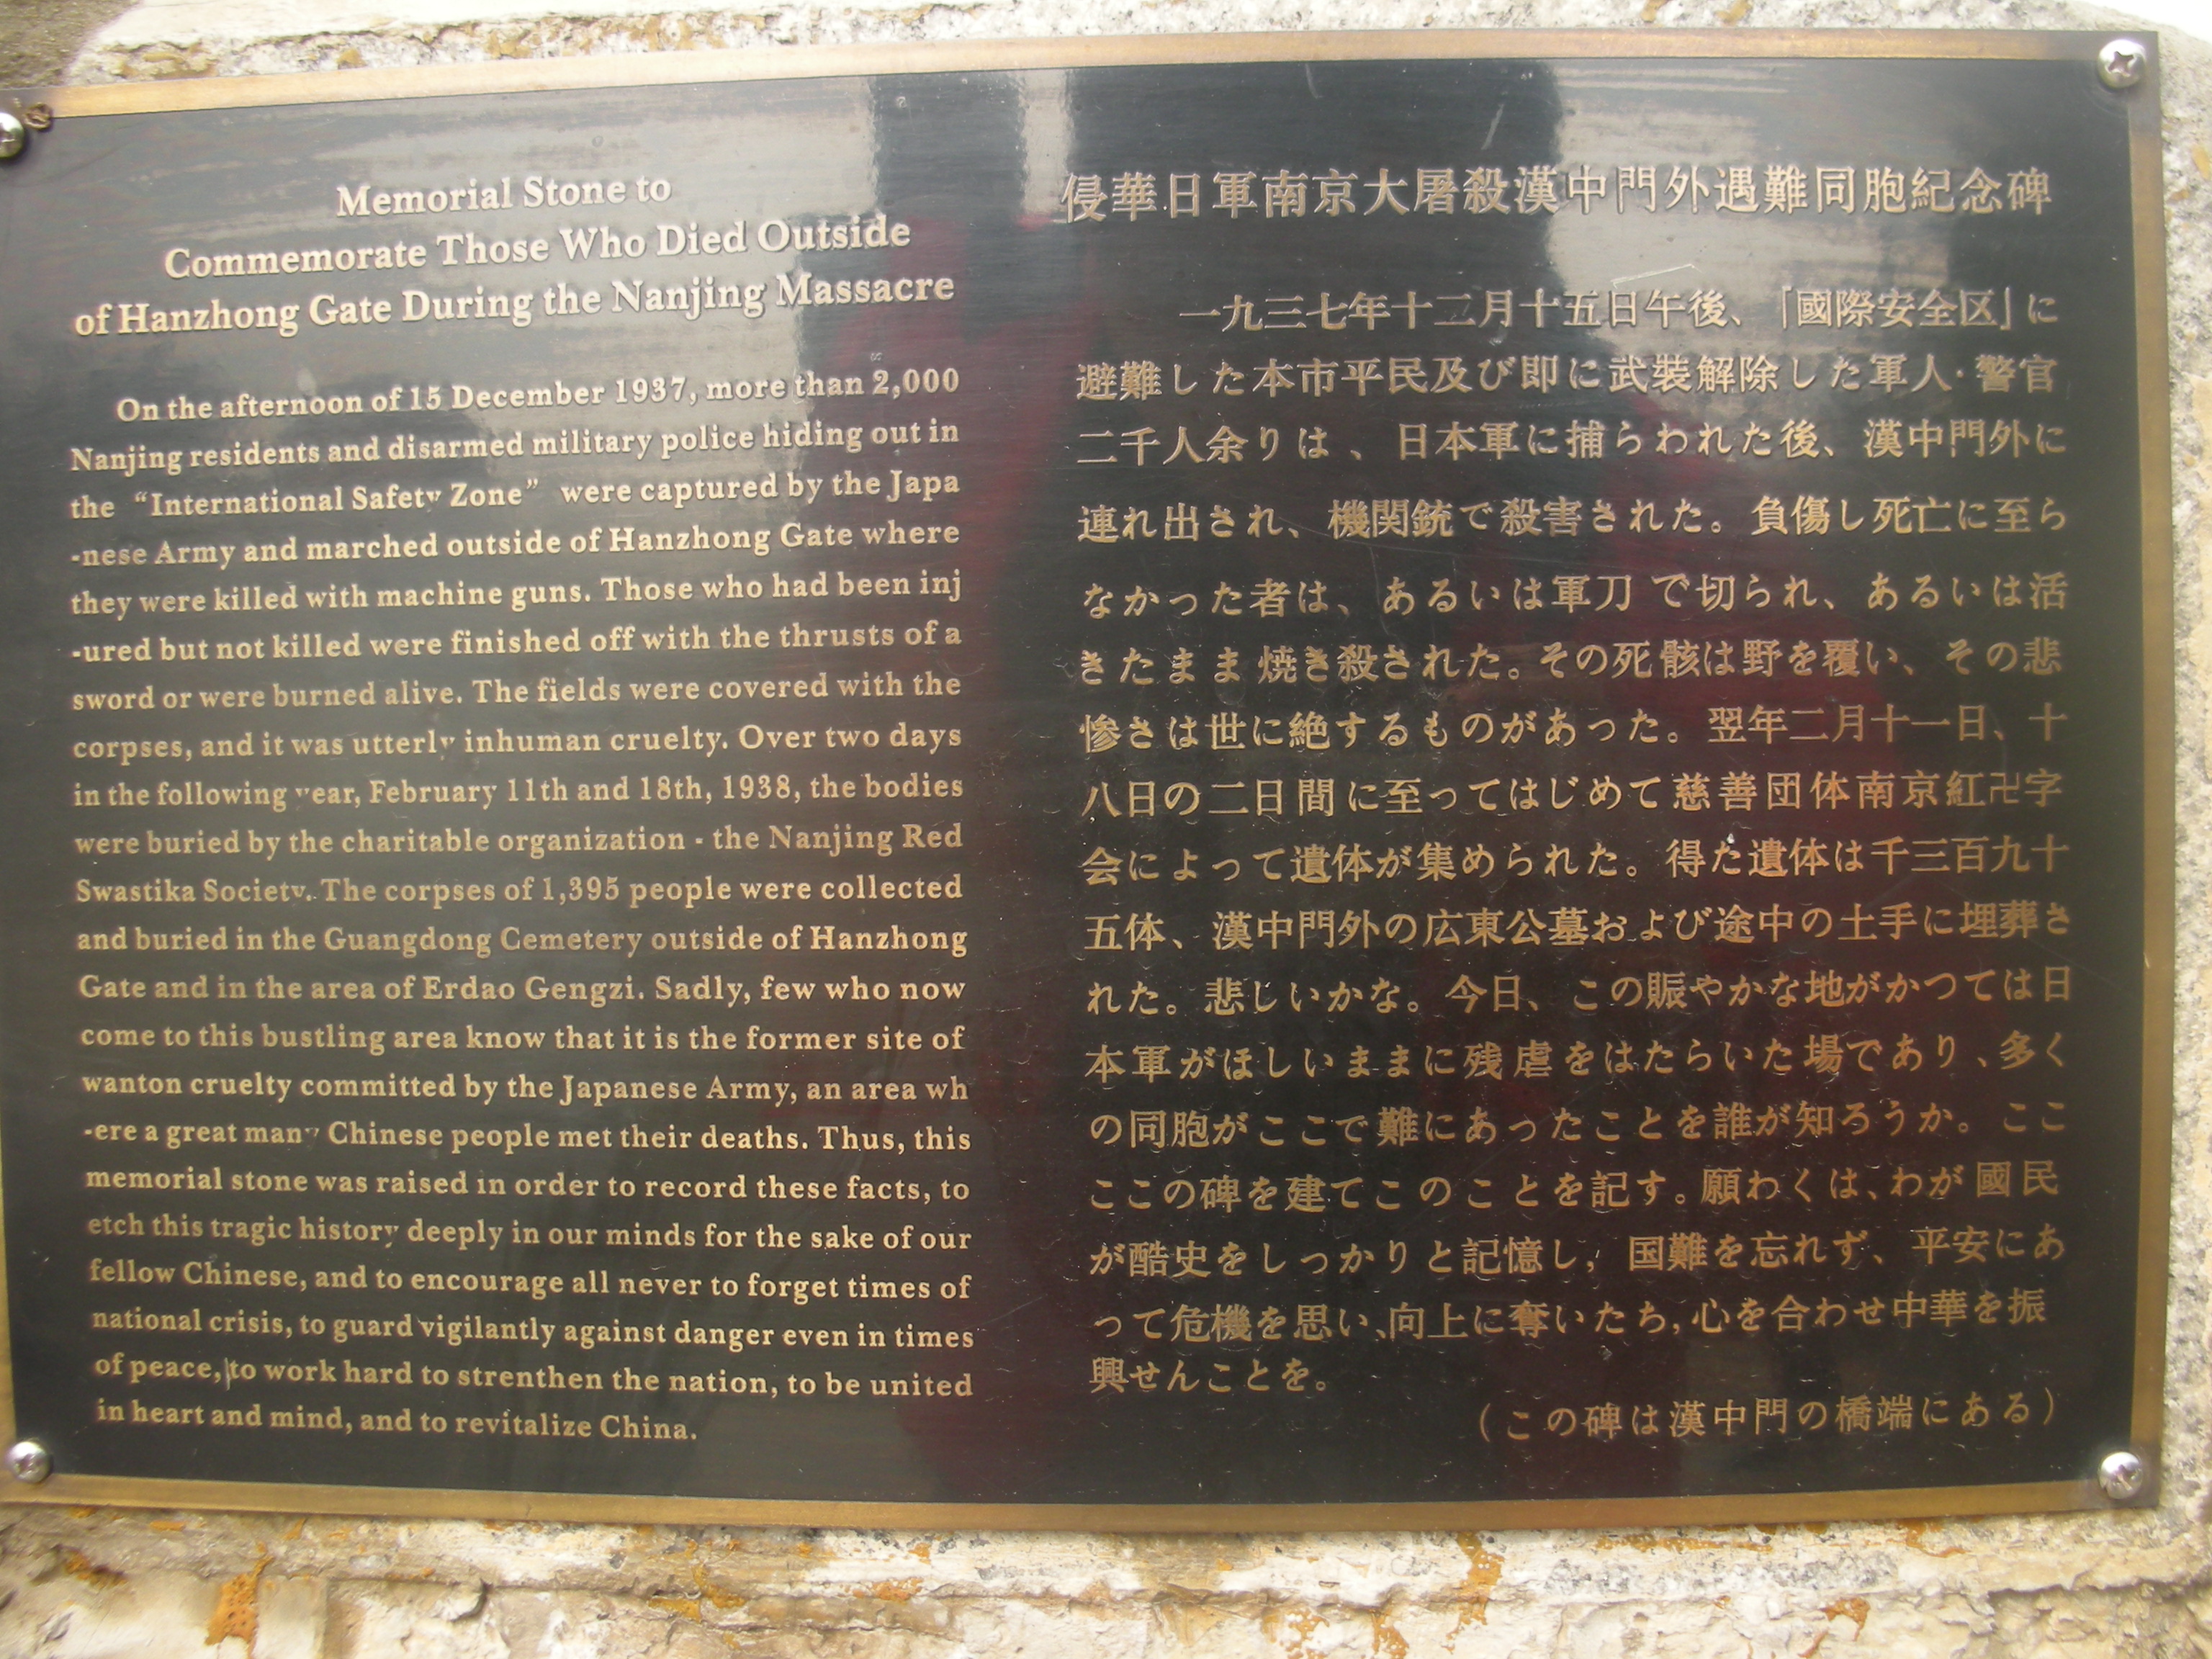 Memorial Stone to
Commemorate Those Who Died Outside
of Hanzhong Gate During the Nanjing Massacre
On the afternoon of 15 December 1937, more than 2,000
Nanjing residents and disarmed military police hiding out in
the “International Safety Zone” were captured by the Japa
-nese Army and marched outside of Hanzhong Gate where
they were killed with machine guns. Those who had been inj
-ured but not killed were finished off with the thrusts of a
sword or were burned alive. The fields were covered with the
corpses, and it was utterly inhuman cruelty. Over two days
in the following year, February 11th and 18th, 1938, the bodies
were buried by the charitable organization - the Nanjing Red
Swastika Society. The corpses of 1,395 people were collected
and buried in the Guangdong Cemetery outside of Hanzhong
Gate and in the area of Erdao Gengzi. Sadly, few who now
come to this bustling area know that it is the former site of
wanton cruelty committed by the Japanese Army, an area wh
-ere a great many Chinese people met their deaths. Thus, this
memorial stone was raised in order to record these facts, to
etch this tragic history deeply in our minds for the sake of our
fellow Chinese, and to encourage all never to forget times of
national crisis, to guard vigilantly against danger even in times
of peace, to work hard to strenthen the nation, to be united
in heart and mind, and to revitalize China.
侵華日軍南京大屠殺漢中門外遇難同胞紀念碑
一九三七年十二月十五日午後、「國際安全区」に
避難した本市平民及び即に武装解除した軍人·警官
二千人余りは、日本軍に捕らわれた後、漢中門外に
連れ出され、機関銃で殺害された。負傷し死亡に至ら
なかった者は、あるいは軍刀で切られ、あるいは活
きたまま焼き殺された。その死骸は野を覆い、その悲
惨さは世に絶するものがあった。翌年二月十一日、十
八日の二日間に至ってはじめて慈善団体南京紅卍字
会によって遺体が集められた。得た遺体は千三百九十
五体、漢中門外の広東公墓および途中の土手に埋葬さ
れた。悲しいかな。今日、この賑やかな地がかつては日
本軍がほしいままに残虐をはたらいた場であり、多く
の同胞がここで難にあったことを誰が知ろうか。ここ
ここの碑を建てこのことを記す。願わくは、わが國民
が酷史をしっかりと記憶し，国難を忘れず、平安にあ
って危機を思い、向上に奪いたち，心を合わせ中華を振
興せんことを。
（この碑は漢中門の橋端にある）